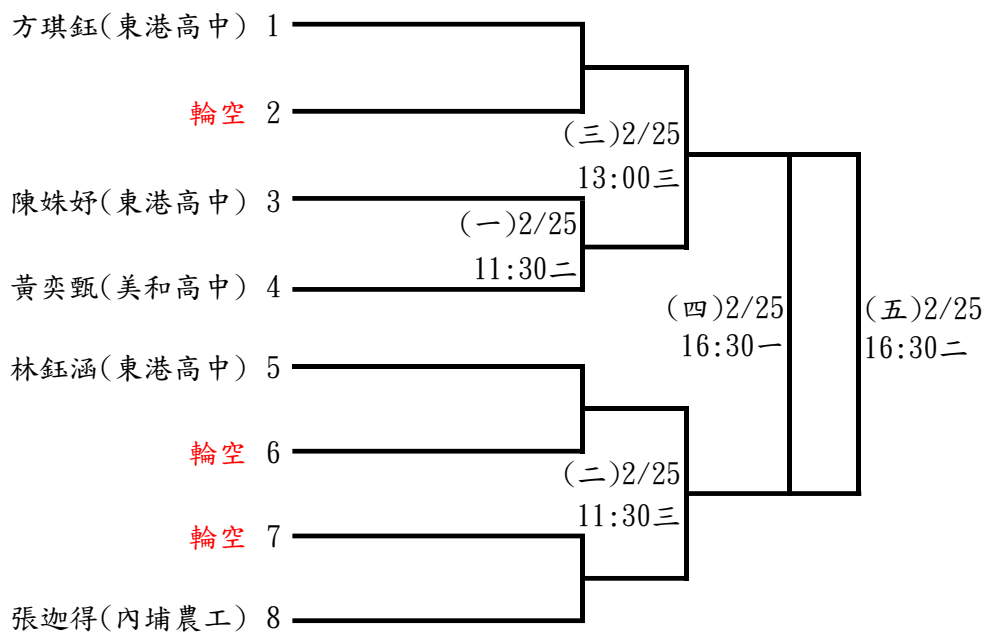 方琪鈺(東港高中) 1
輪空 2
(三)2/25
13:00三
陳姝妤(東港高中) 3
(一)2/25
11:30二
黃奕甄(美和高中) 4
(四)2/25
16:30一
(五)2/25
16:30二
林鈺涵(東港高中) 5
輪空 6
(二)2/25
11:30三
輪空 7
張迦得(內埔農工) 8